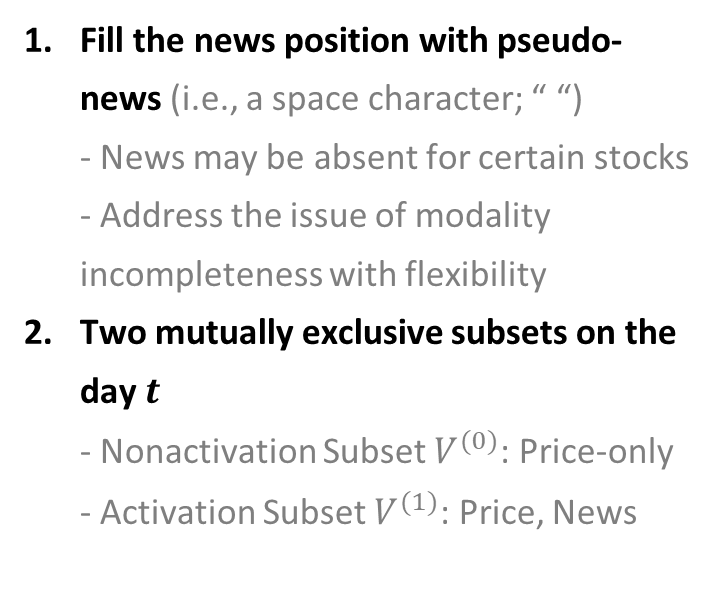 1. Fill the news position with pseudo-
news (i.e., a space character; “ “)
- News may be absent for certain stocks
- Address the issue of modality
incompleteness with flexibility
2. Two mutually exclusive subsets on the
day t
- Nonactivation Subset V⁽⁰⁾: Price-only
- Activation Subset V⁽¹⁾: Price, News